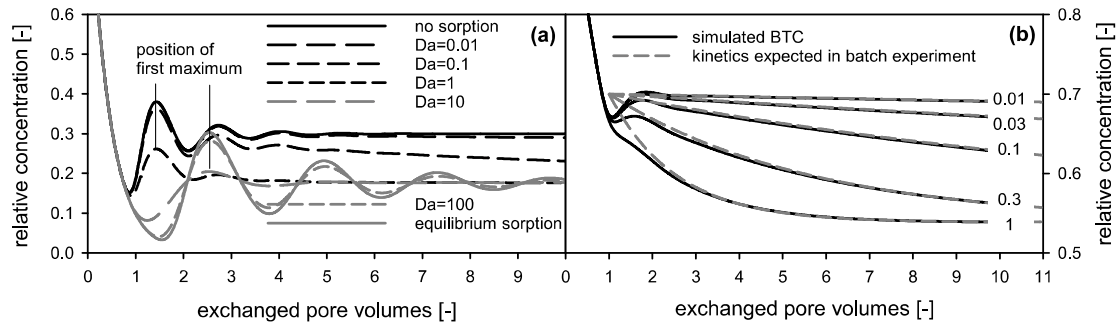 0.6
0.5
0.4
0.3
0.2
0.1
0.0
relative concentration [-]
position of
first maximum
no sorption
(a)
Da=0.01
Da=0.1
Da=1
Da=10
Da=100
equilibrium sorption
0 1 2 3 4 5 6 7 8 9
exchanged pore volumes [-]
(b)
simulated BTC
kinetics expected in batch experiment
0.01
0.03
0.1
0.3
1
0 1 2 3 4 5 6 7 8 9 10 11
exchanged pore volumes [-]
0.8
0.7
0.6
0.5
relative concentration [-]